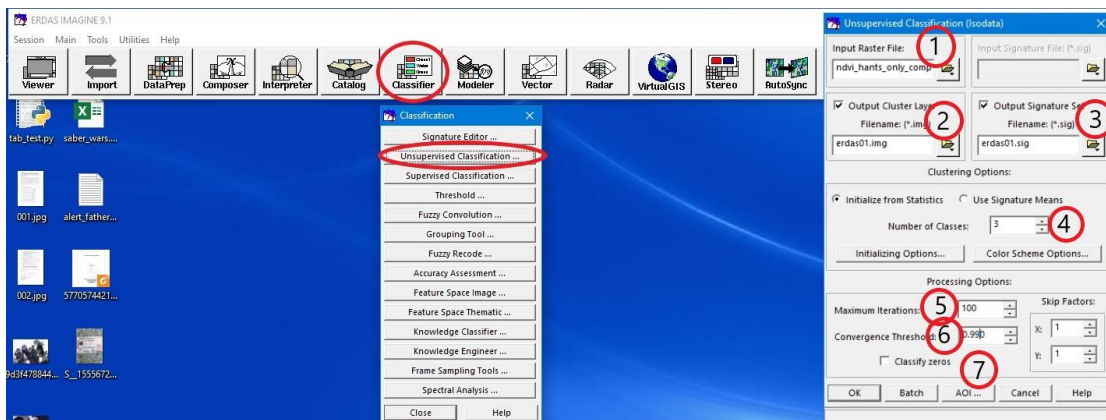 ERDAS IMAGINE 9.1
Session Main Tools Utilities Help
Viewer Import DataPrep Composer Interpreter Catalog Classifier Modeler Vector Radar VirtualGIS Stereo AutoSync
tab_test.py saber_wars....
001.jpg alert_father...
002.jpg 5770574421...
9d3f478844... S__1555672...
Classification
Signature Editor ...
Unsupervised Classification ...
Supervised Classification ...
Threshold ...
Fuzzy Convolution ...
Grouping Tool ...
Fuzzy Recode ...
Accuracy Assessment ...
Feature Space Image ...
Feature Space Thematic ...
Knowledge Classifier ...
Knowledge Engineer ...
Frame Sampling Tools ...
Spectral Analysis ...
Close Help
Unsupervised Classification (Isodata)
Input Raster File: 1 Input Signature File: (*.sig)
ndvi_hants_only_comp
Output Cluster Laye Output Signature Se
Filename: (*.img) 2 Filename: (*.sig) 3
erdas01.img erdas01.sig
Clustering Options:
Initialize from Statistics Use Signature Means
Number of Classes: 3 4
Initializing Options... Color Scheme Options...
Processing Options:
Maximum Iterations: 5 100 Skip Factors:
Convergence Threshold: 6 0.990 X: 1
Classify zeros 7 Y: 1
OK Batch AOI ... Cancel Help